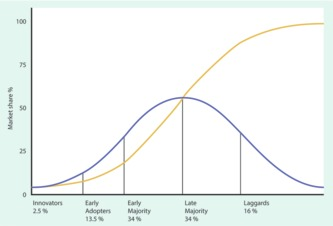 100
75
50
25
0
Market share %
Innovators
2.5 %
Early
Adopters
13.5 %
Early
Majority
34 %
Late
Majority
34 %
Laggards
16 %